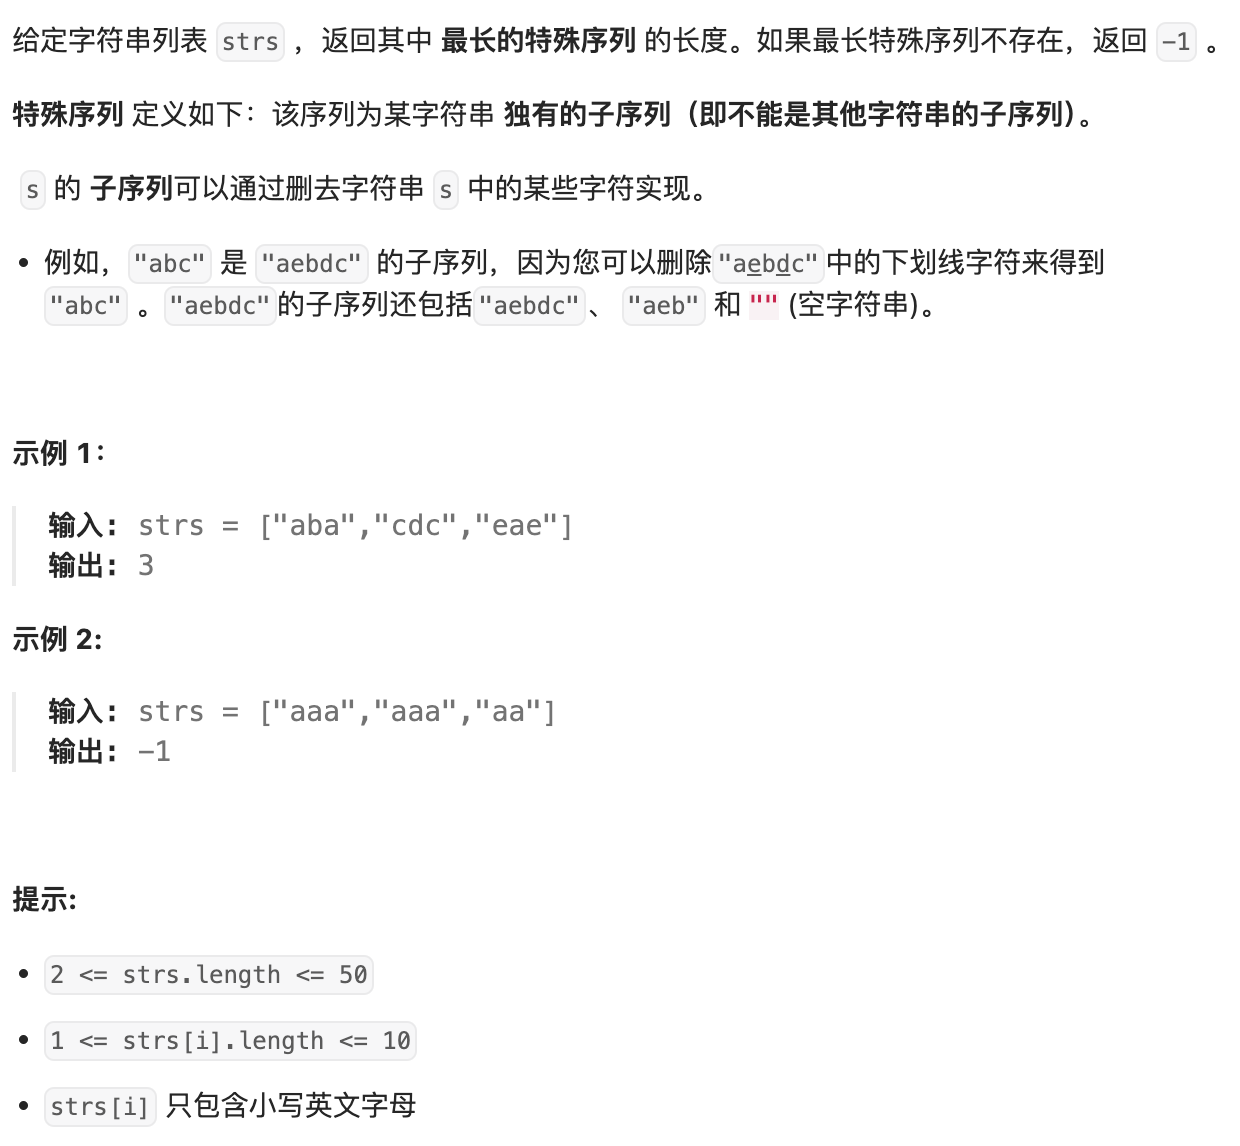 给定字符串列表 strs ，返回其中 最长的特殊序列 的长度。如果最长特殊序列不存在，返回 -1 。
特殊序列 定义如下：该序列为某字符串 独有的子序列（即不能是其他字符串的子序列）。
s 的 子序列可以通过删去字符串 s 中的某些字符实现。
• 例如，"abc" 是 "aebdc" 的子序列，因为您可以删除"aebdc"中的下划线字符来得到
"abc" 。"aebdc"的子序列还包括"aebdc"、 "aeb" 和 "" (空字符串)。
示例 1：
输入: strs = ["aba","cdc","eae"]
输出: 3
示例 2:
输入: strs = ["aaa","aaa","aa"]
输出: -1
提示:
• 2 <= strs.length <= 50
• 1 <= strs[i].length <= 10
• strs[i] 只包含小写英文字母